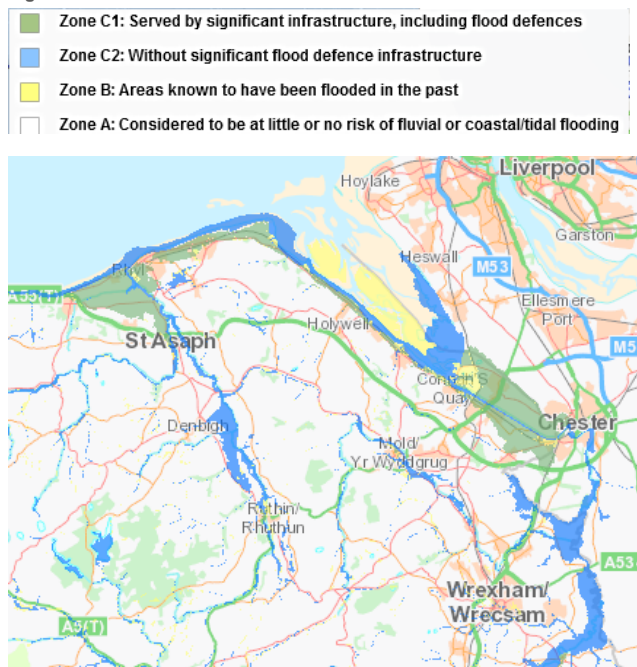 Zone C1: Served by significant infrastructure, including flood defences
Zone C2: Without significant flood defence infrastructure
Zone B: Areas known to have been flooded in the past
Zone A: Considered to be at little or no risk of fluvial or coastal/tidal flooding
Liverpool
Hoylake
Garston
Heswall
M53
Rhyl
A55(T)
Ellesmere
Port
Holywell
St Asaph
M5
Quay
Chester
Denbigh
Mold/
Yr Wyddgrug
Ruthin/
Rhuthun
A53
Wrexham/
Wrecsam
A5(T)